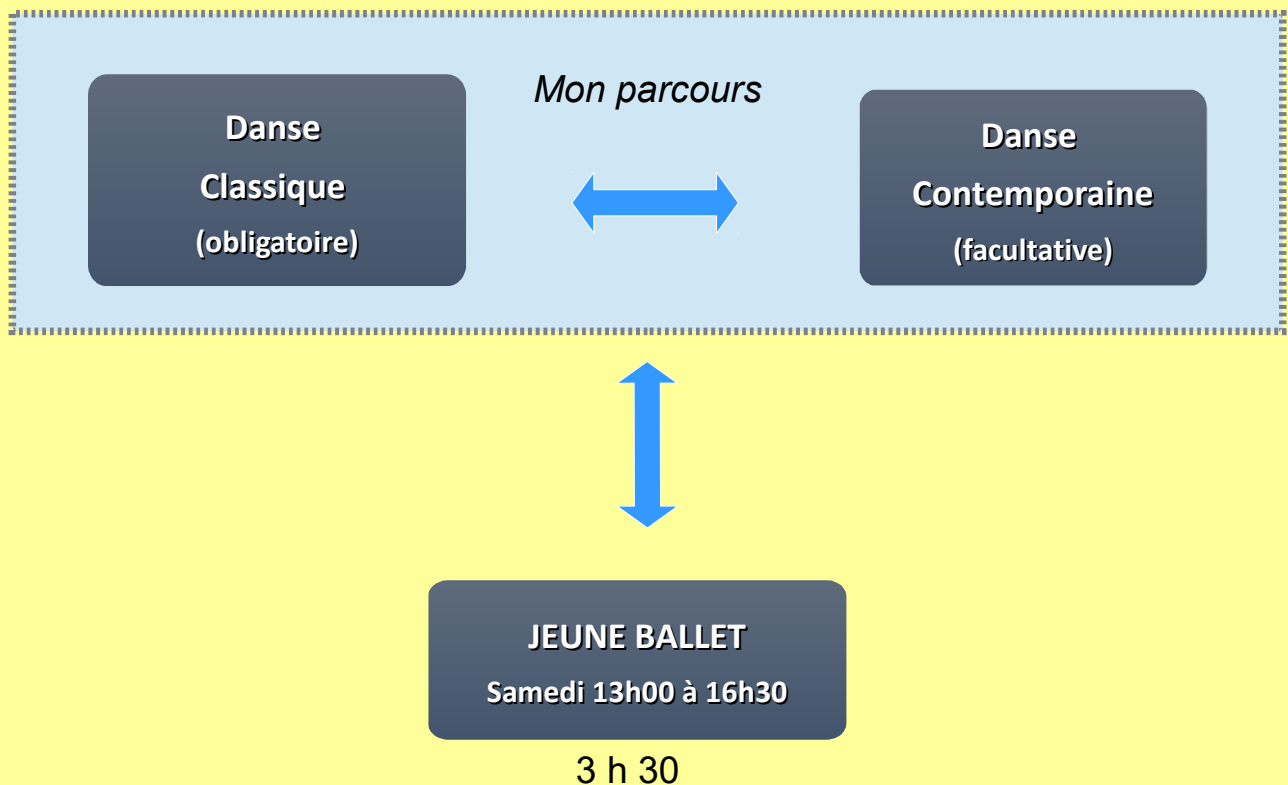 Mon parcours
Danse
Classique
(obligatoire)
Danse
Contemporaine
(facultative)
JEUNE BALLET
Samedi 13h00 à 16h30
3 h 30